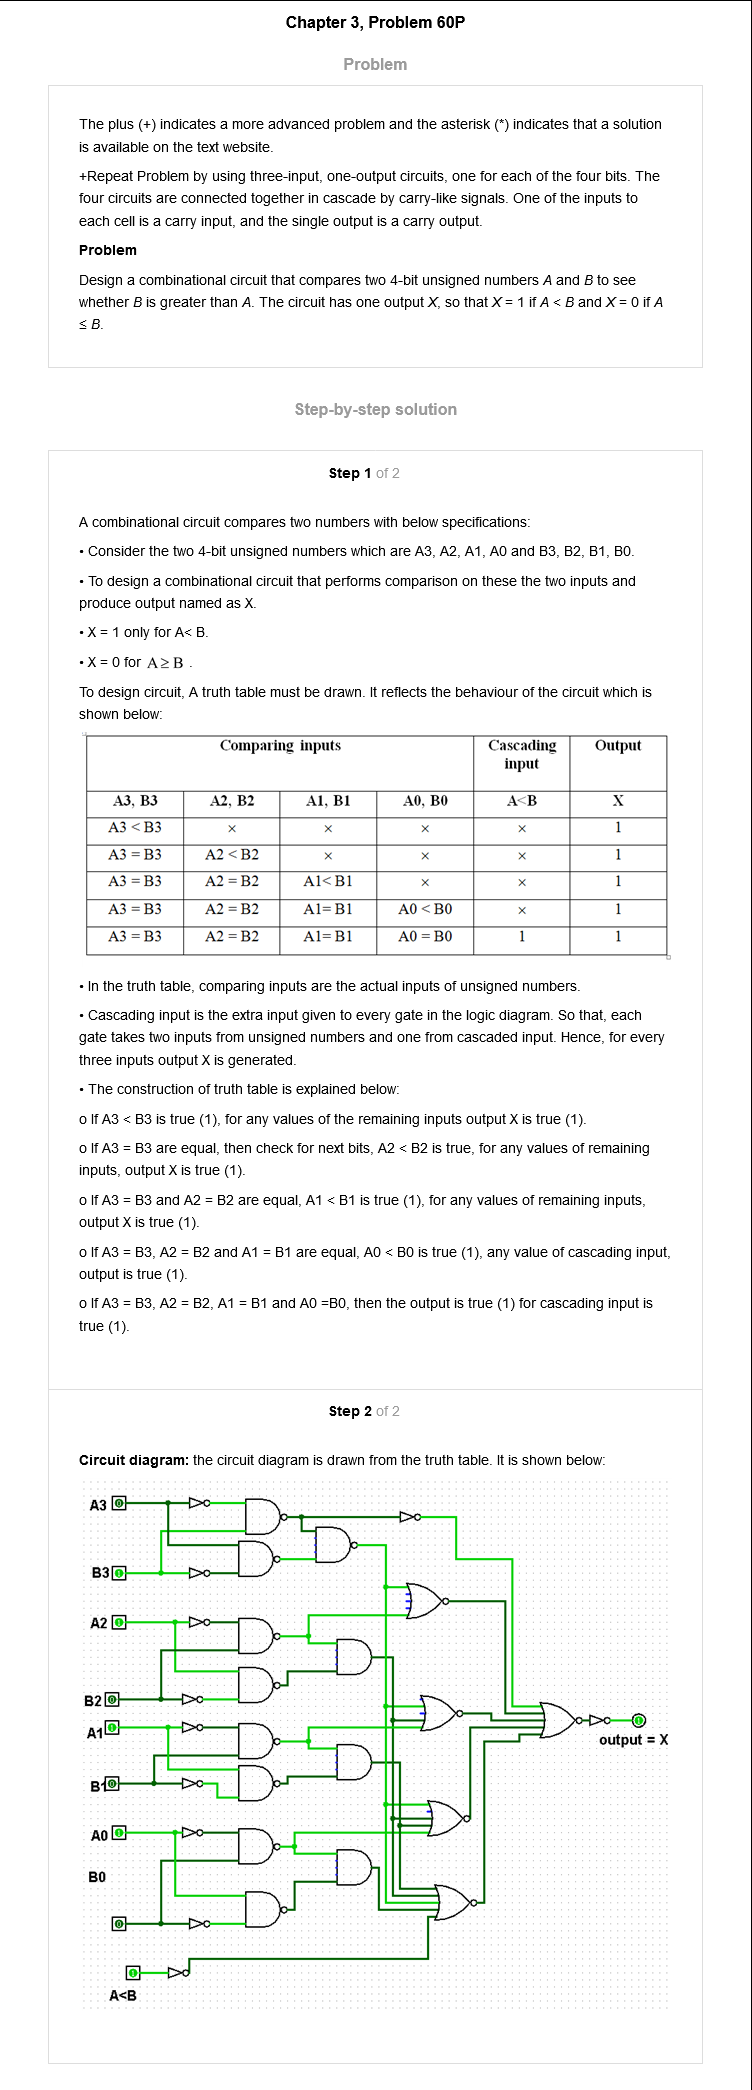 Chapter 3, Problem 60P
Problem
The plus (+) indicates a more advanced problem and the asterisk (*) indicates that a solution
is available on the text website.
+Repeat Problem by using three-input, one-output circuits, one for each of the four bits. The
four circuits are connected together in cascade by carry-like signals. One of the inputs to
each cell is a carry input, and the single output is a carry output.
Problem
Design a combinational circuit that compares two 4-bit unsigned numbers A and B to see
whether B is greater than A. The circuit has one output X, so that X = 1 if A < B and X = 0 if A
≤ B.
Step-by-step solution
Step 1 of 2
A combinational circuit compares two numbers with below specifications:
• Consider the two 4-bit unsigned numbers which are A3, A2, A1, A0 and B3, B2, B1, B0.
• To design a combinational circuit that performs comparison on these the two inputs and
produce output named as X.
• X = 1 only for A< B.
• X = 0 for A ≥ B .
To design circuit, A truth table must be drawn. It reflects the behaviour of the circuit which is
shown below:
Comparing inputs Cascading input Output
A3, B3 A2, B2 A1, B1 A0, B0 A<B X
A3 < B3 × × × × 1
A3 = B3 A2 < B2 × × × 1
A3 = B3 A2 = B2 A1< B1 × × 1
A3 = B3 A2 = B2 A1= B1 A0 < B0 × 1
A3 = B3 A2 = B2 A1= B1 A0 = B0 1 1
• In the truth table, comparing inputs are the actual inputs of unsigned numbers.
• Cascading input is the extra input given to every gate in the logic diagram. So that, each
gate takes two inputs from unsigned numbers and one from cascaded input. Hence, for every
three inputs output X is generated.
• The construction of truth table is explained below:
o If A3 < B3 is true (1), for any values of the remaining inputs output X is true (1).
o If A3 = B3 are equal, then check for next bits, A2 < B2 is true, for any values of remaining
inputs, output X is true (1).
o If A3 = B3 and A2 = B2 are equal, A1 < B1 is true (1), for any values of remaining inputs,
output X is true (1).
o If A3 = B3, A2 = B2 and A1 = B1 are equal, A0 < B0 is true (1), any value of cascading input,
output is true (1).
o If A3 = B3, A2 = B2, A1 = B1 and A0 =B0, then the output is true (1) for cascading input is
true (1).
Step 2 of 2
Circuit diagram: the circuit diagram is drawn from the truth table. It is shown below:
A3 0
B3 1
A2 1
B2 0
A1 1
B1 0
A0 1
B0
0
1
A<B
1
output = X